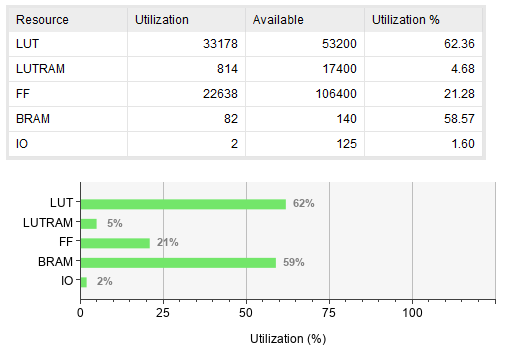 Resource Utilization Available Utilization %
LUT 33178 53200 62.36
LUTRAM 814 17400 4.68
FF 22638 106400 21.28
BRAM 82 140 58.57
IO 2 125 1.60
LUT 62%
LUTRAM 5%
FF 21%
BRAM 59%
IO 2%
0 25 50 75 100
Utilization (%)